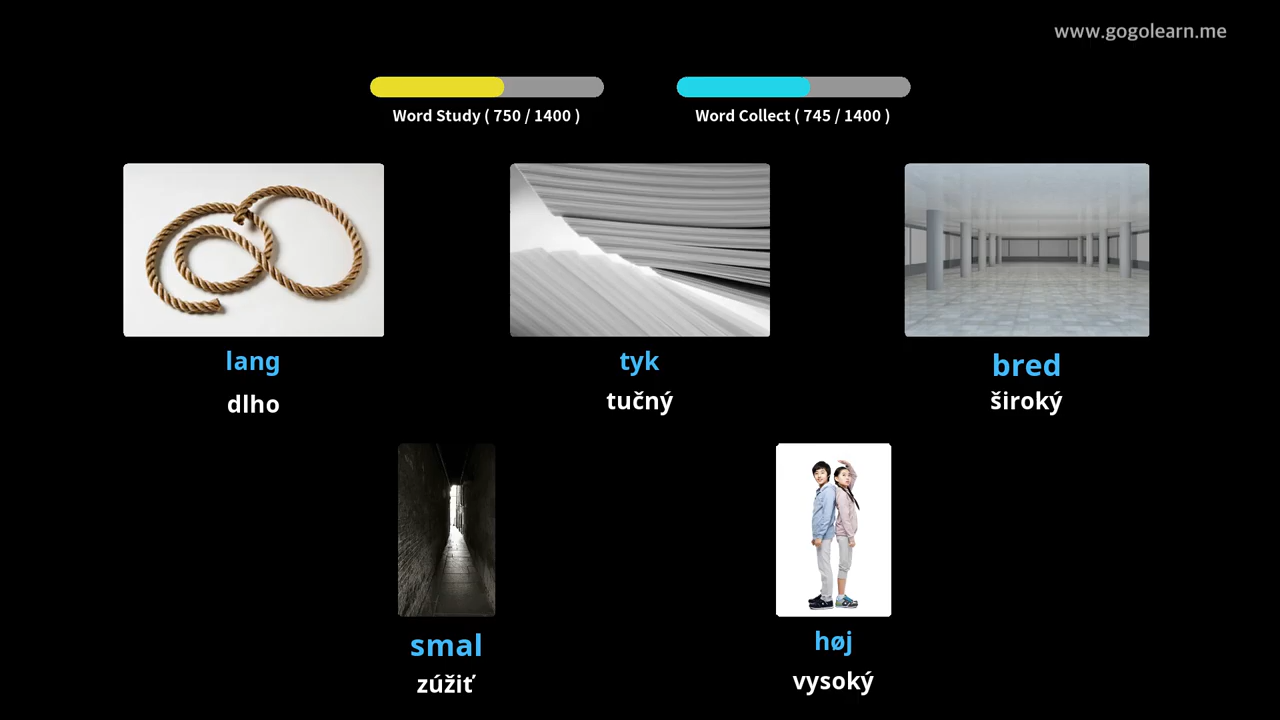 www.gogolearn.me
Word Study ( 750 / 1400 )
Word Collect ( 745 / 1400 )
lang
tyk
bred
dlho
tučný
široký
smal
høj
zúžiť
vysoký